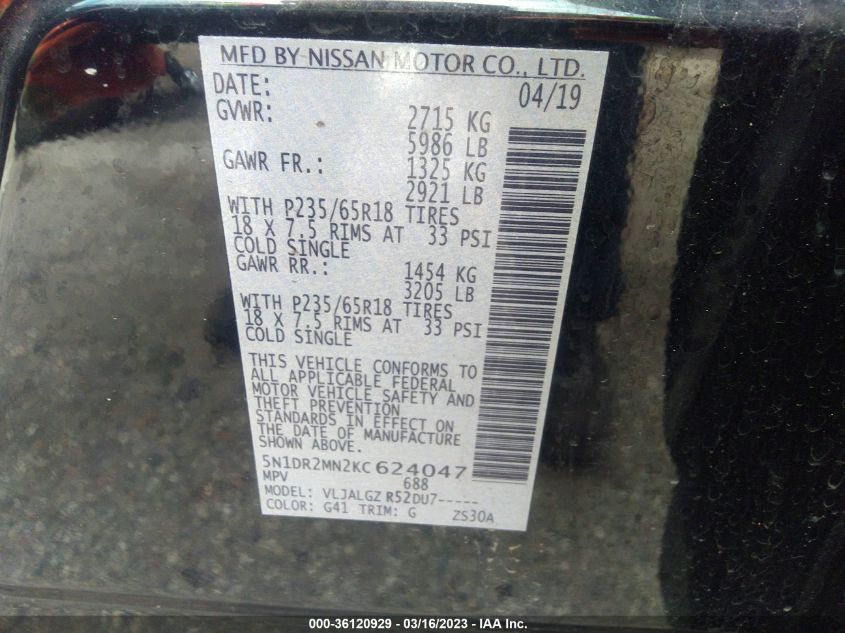 MFD BY NISSAN MOTOR CO., LTD.
DATE: 04/19
GVWR: 2715 KG
5986 LB
GAWR FR.: 1325 KG
2921 LB
WITH P235/65R18 TIRES
18 X 7.5 RIMS AT 33 PSI
COLD SINGLE
GAWR RR.: 1454 KG
3205 LB
WITH P235/65R18 TIRES
18 X 7.5 RIMS AT 33 PSI
COLD SINGLE
THIS VEHICLE CONFORMS TO
ALL APPLICABLE FEDERAL
MOTOR VEHICLE SAFETY AND
THEFT PREVENTION
STANDARDS IN EFFECT ON
THE DATE OF MANUFACTURE
SHOWN ABOVE.
5N1DR2MN2KC624047
MPV 688
MODEL: VLJALGZ R52DU7-----
COLOR: G41 TRIM: G ZS30A
000-36120929 - 03/16/2023 - IAA Inc.